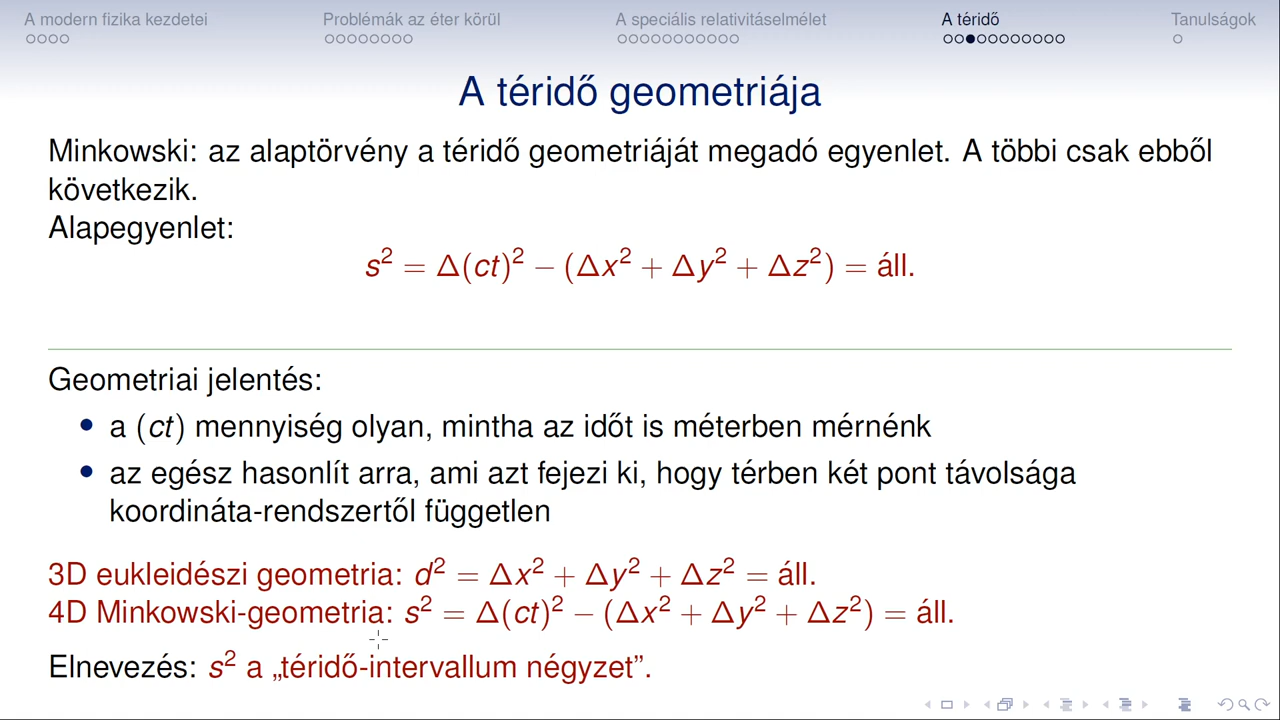 A modern fizika kezdetei Problémák az éter körül A speciális relativitáselmélet A téridő Tanulságok
A téridő geometriája
Minkowski: az alaptörvény a téridő geometriáját megadó egyenlet. A többi csak ebből
következik.
Alapegyenlet:
s² = Δ(ct)² − (Δx² + Δy² + Δz²) = áll.
Geometriai jelentés:
• a (ct) mennyiség olyan, mintha az időt is méterben mérnénk
• az egész hasonlít arra, ami azt fejezi ki, hogy térben két pont távolsága
koordináta-rendszertől független
3D eukleidészi geometria: d² = Δx² + Δy² + Δz² = áll.
4D Minkowski-geometria: s² = Δ(ct)² − (Δx² + Δy² + Δz²) = áll.
Elnevezés: s² a „téridő-intervallum négyzet”.